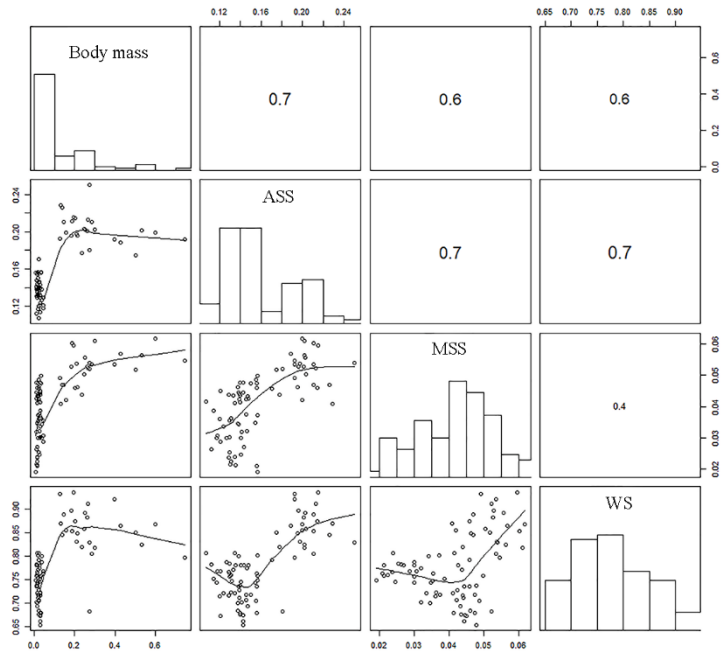 0.12 0.16 0.20 0.24 0.65 0.70 0.75 0.80 0.85 0.90
Body mass 0.7 0.6 0.6
0.0 0.2 0.4 0.6
ASS 0.7 0.7
0.12 0.16 0.20 0.24
MSS 0.4
0.02 0.03 0.04 0.05 0.06
WS
0.65 0.70 0.75 0.80 0.85 0.90
0.0 0.2 0.4 0.6 0.02 0.03 0.04 0.05 0.06